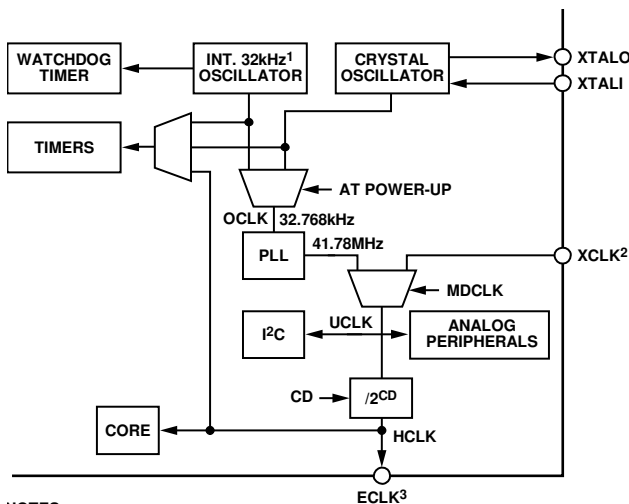 WATCHDOG
TIMER
INT. 32kHz1
OSCILLATOR
CRYSTAL
OSCILLATOR
XTALO
XTALI
TIMERS
AT POWER-UP
OCLK 32.768kHz
PLL
41.78MHz
XCLK2
MDCLK
I2C
UCLK
ANALOG
PERIPHERALS
CD
/2CD
CORE
HCLK
ECLK3